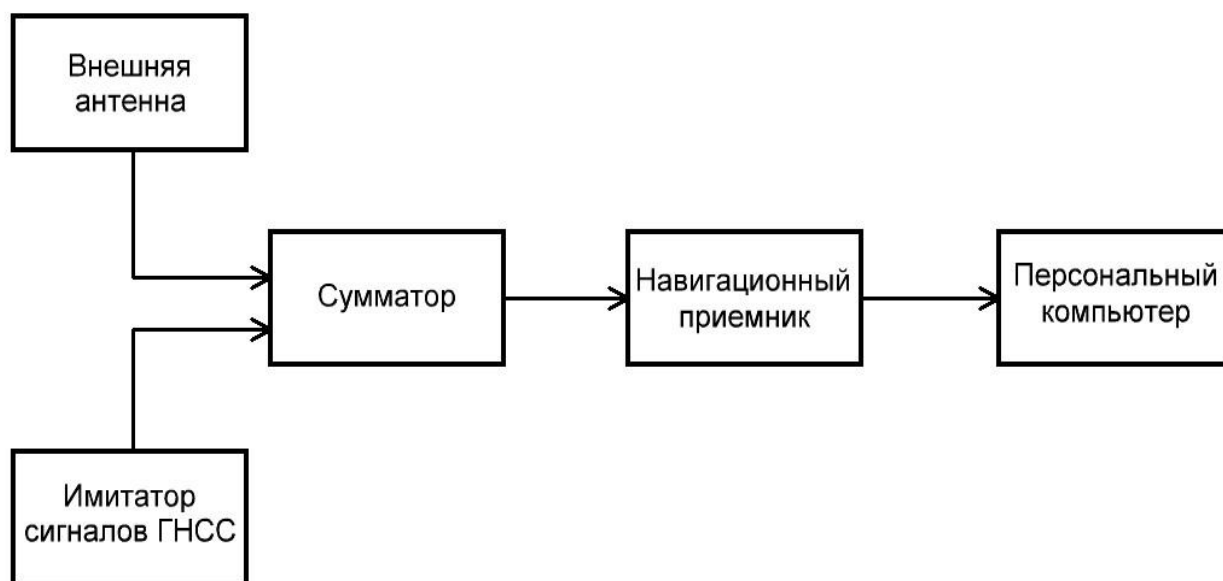 Внешняя
антенна
Сумматор
Навигационный
приемник
Персональный
компьютер
Имитатор
сигналов ГНСС